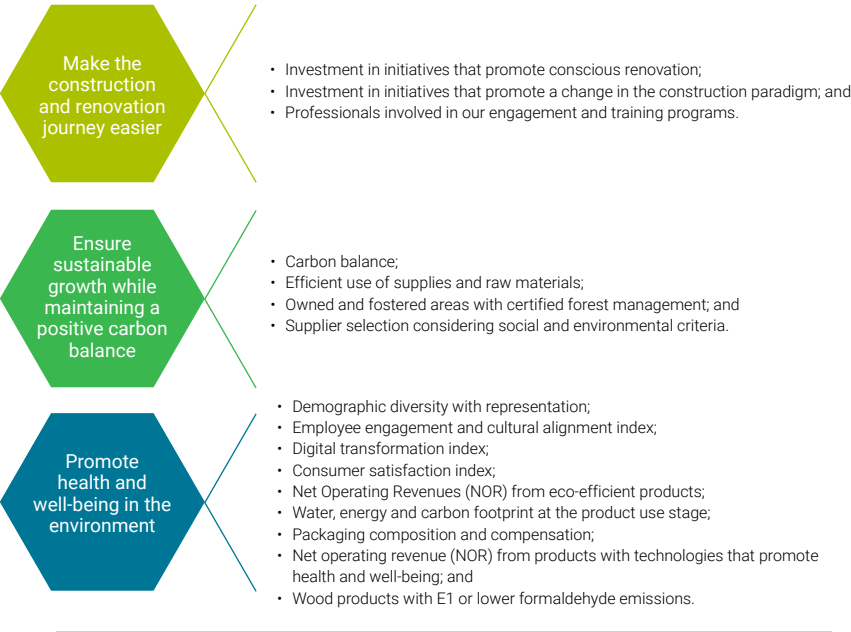 Make the
construction
and renovation
journey easier
• Investment in initiatives that promote conscious renovation;
• Investment in initiatives that promote a change in the construction paradigm; and
• Professionals involved in our engagement and training programs.
Ensure
sustainable
growth while
maintaining a
positive carbon
balance
• Carbon balance;
• Efficient use of supplies and raw materials;
• Owned and fostered areas with certified forest management; and
• Supplier selection considering social and environmental criteria.
Promote
health and
well-being in the
environment
• Demographic diversity with representation;
• Employee engagement and cultural alignment index;
• Digital transformation index;
• Consumer satisfaction index;
• Net Operating Revenues (NOR) from eco-efficient products;
• Water, energy and carbon footprint at the product use stage;
• Packaging composition and compensation;
• Net operating revenue (NOR) from products with technologies that promote
health and well-being; and
• Wood products with E1 or lower formaldehyde emissions.